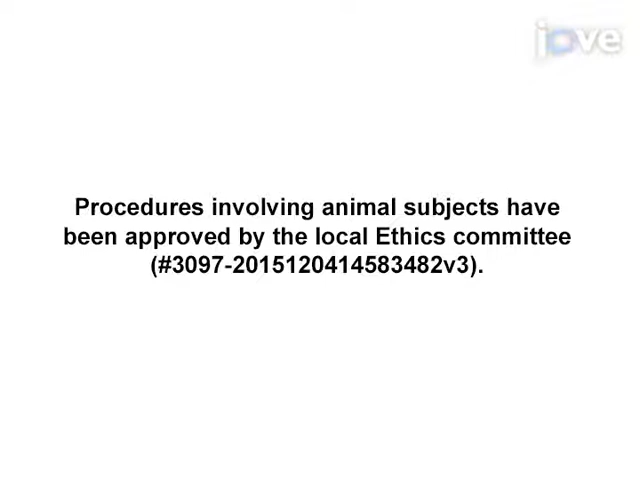 jove
Procedures involving animal subjects have
been approved by the local Ethics committee
(#3097-2015120414583482v3).